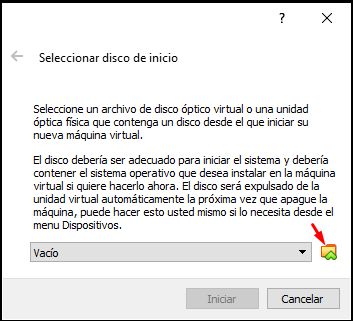 ?
Seleccionar disco de inicio
Seleccione un archivo de disco óptico virtual o una unidad
óptica física que contenga un disco desde el que iniciar su
nueva máquina virtual.
El disco debería ser adecuado para iniciar el sistema y debería
contener el sistema operativo que desea instalar en la máquina
virtual si quiere hacerlo ahora. El disco será expulsado de la
unidad virtual automáticamente la próxima vez que apague la
máquina, puede hacer esto usted mismo si lo necesita desde el
menu Dispositivos.
Vacío
Iniciar
Cancelar